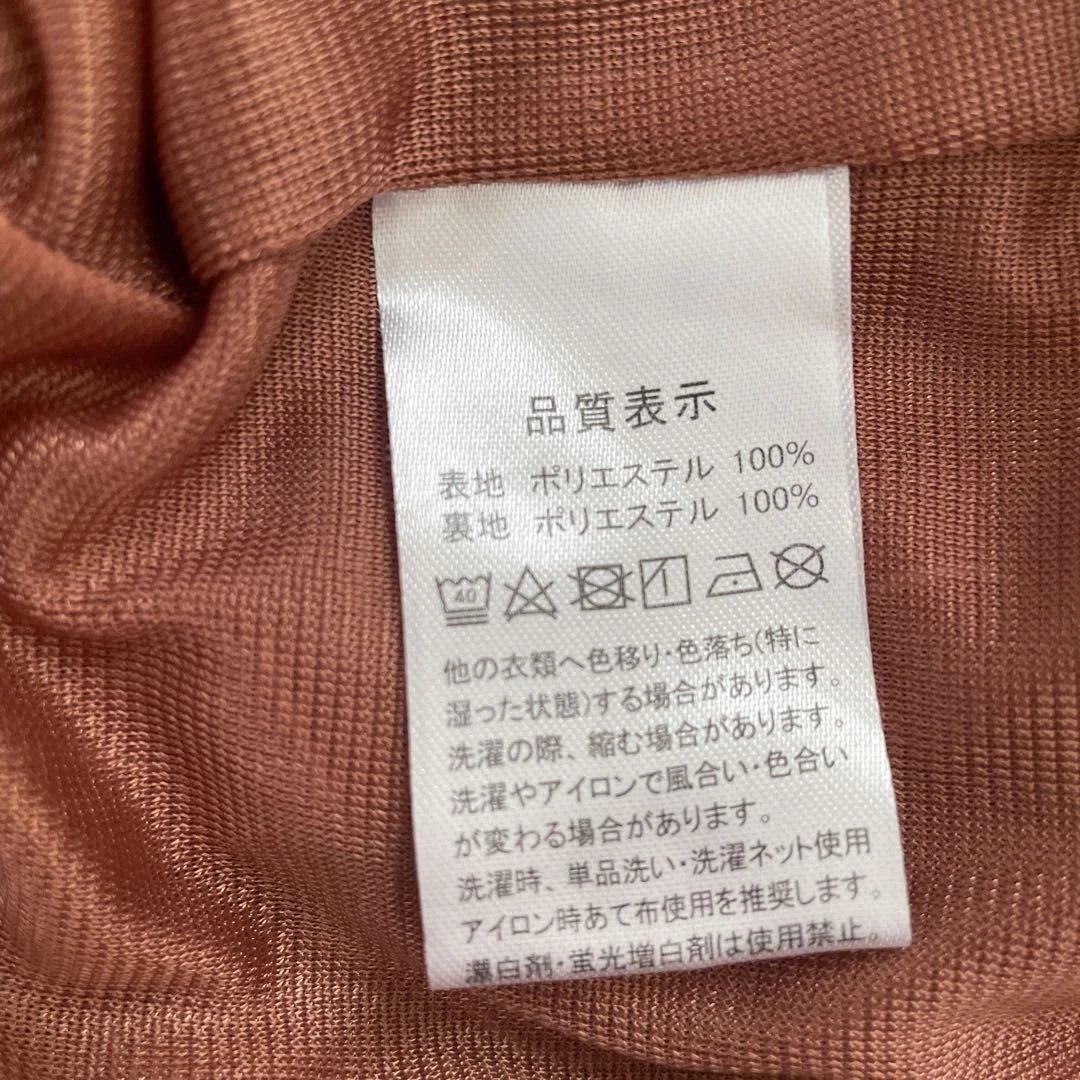 品質表示
表地 ポリエステル 100%
裏地 ポリエステル 100%
40
他の衣類へ色移り・色落ち(特に
湿った状態)する場合があります。
洗濯の際、縮む場合があります。
洗濯やアイロンで風合い・色合い
が変わる場合があります。
洗濯時、単品洗い・洗濯ネット使用
アイロン時あて布使用を推奨します。
漂白剤・蛍光増白剤は使用禁止。